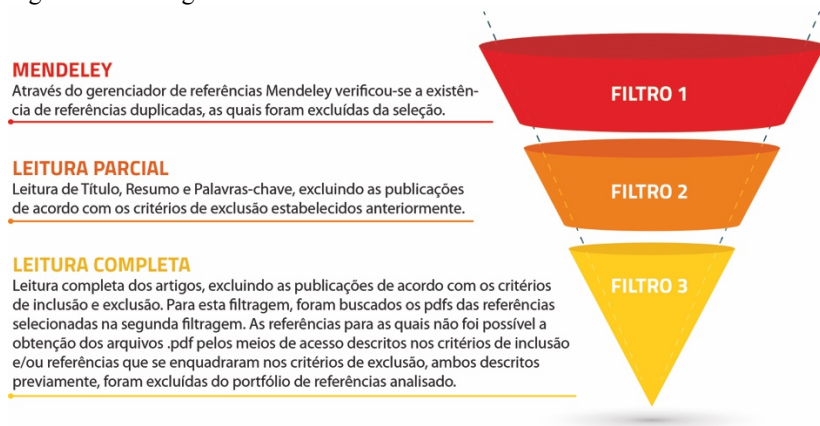 MENDELEY
Através do gerenciador de referências Mendeley verificou-se a existên-
cia de referências duplicadas, as quais foram excluídas da seleção.
FILTRO 1
LEITURA PARCIAL
Leitura de Título, Resumo e Palavras-chave, excluindo as publicações
de acordo com os critérios de exclusão estabelecidos anteriormente.
FILTRO 2
LEITURA COMPLETA
Leitura completa dos artigos, excluindo as publicações de acordo com os critérios
de inclusão e exclusão. Para esta filtragem, foram buscados os pdfs das referências
selecionadas na segunda filtragem. As referências para as quais não foi possível a
obtenção dos arquivos .pdf pelos meios de acesso descritos nos critérios de inclusão
e/ou referências que se enquadraram nos critérios de exclusão, ambos descritos
previamente, foram excluídas do portfólio de referências analisado.
FILTRO 3